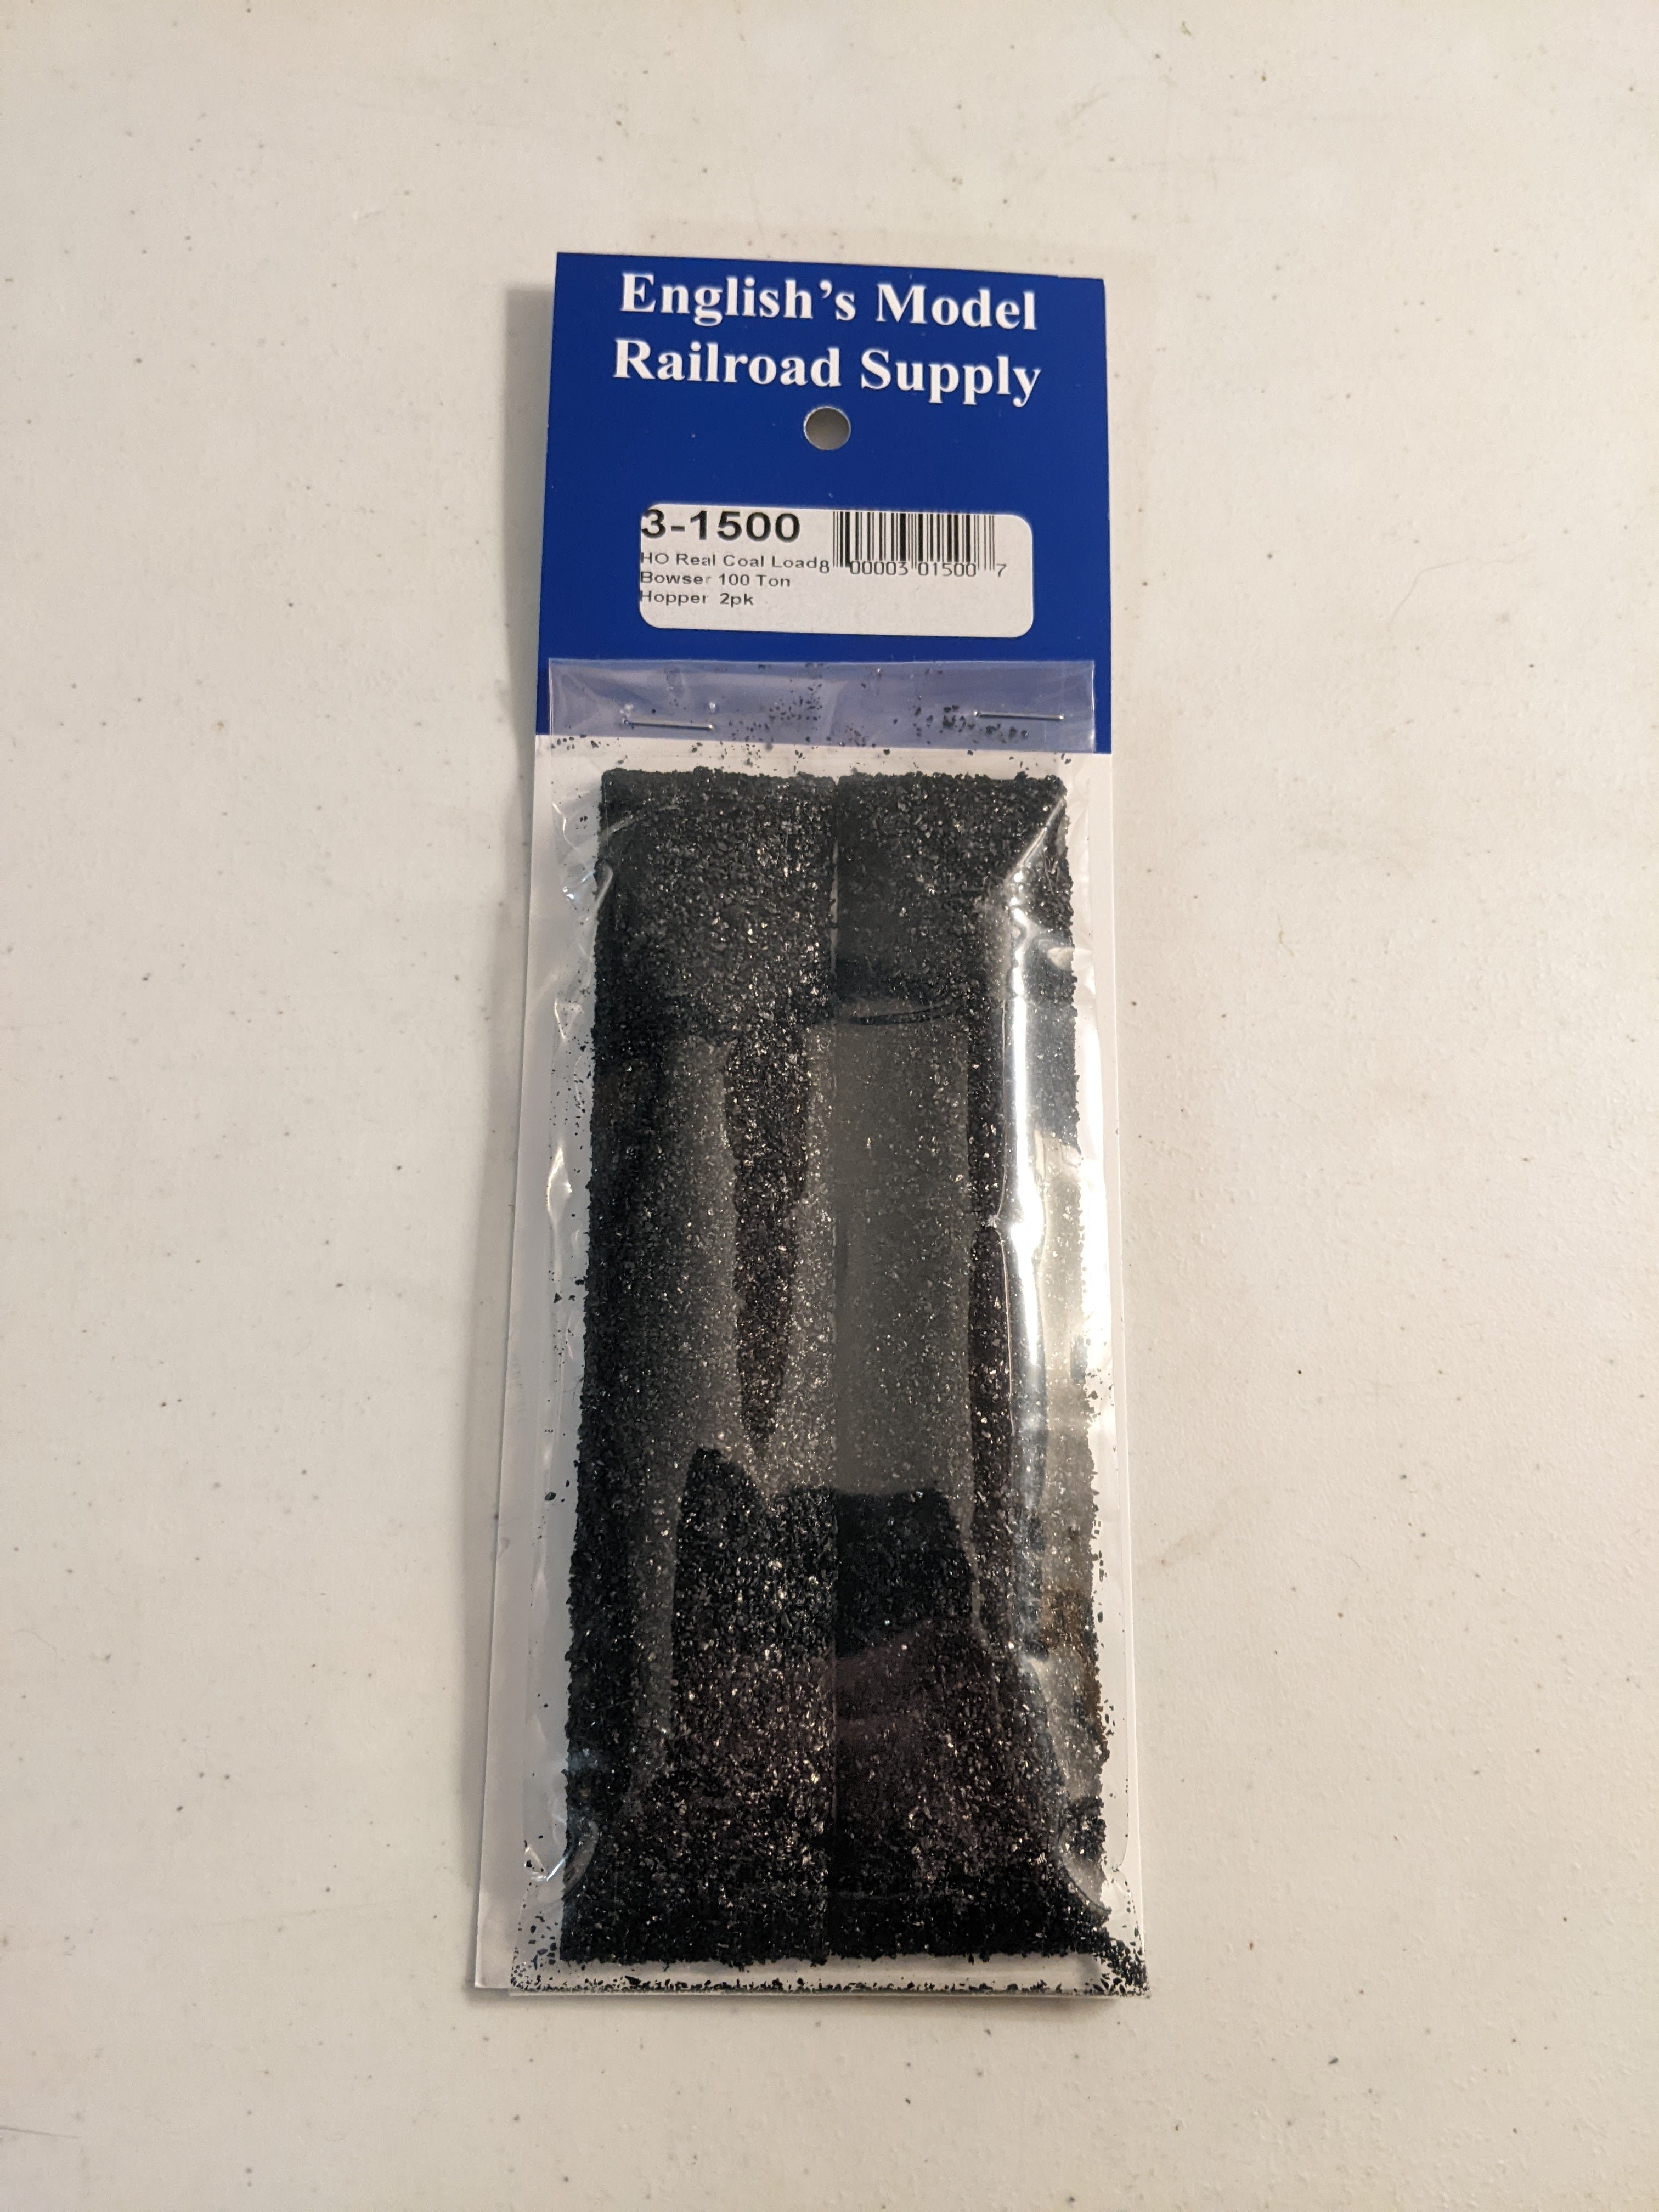 English's Model
Railroad Supply
3-1500
HO Real Coal Load
Bowser 100 Ton
Hopper 2pk
8 00003 01500 7